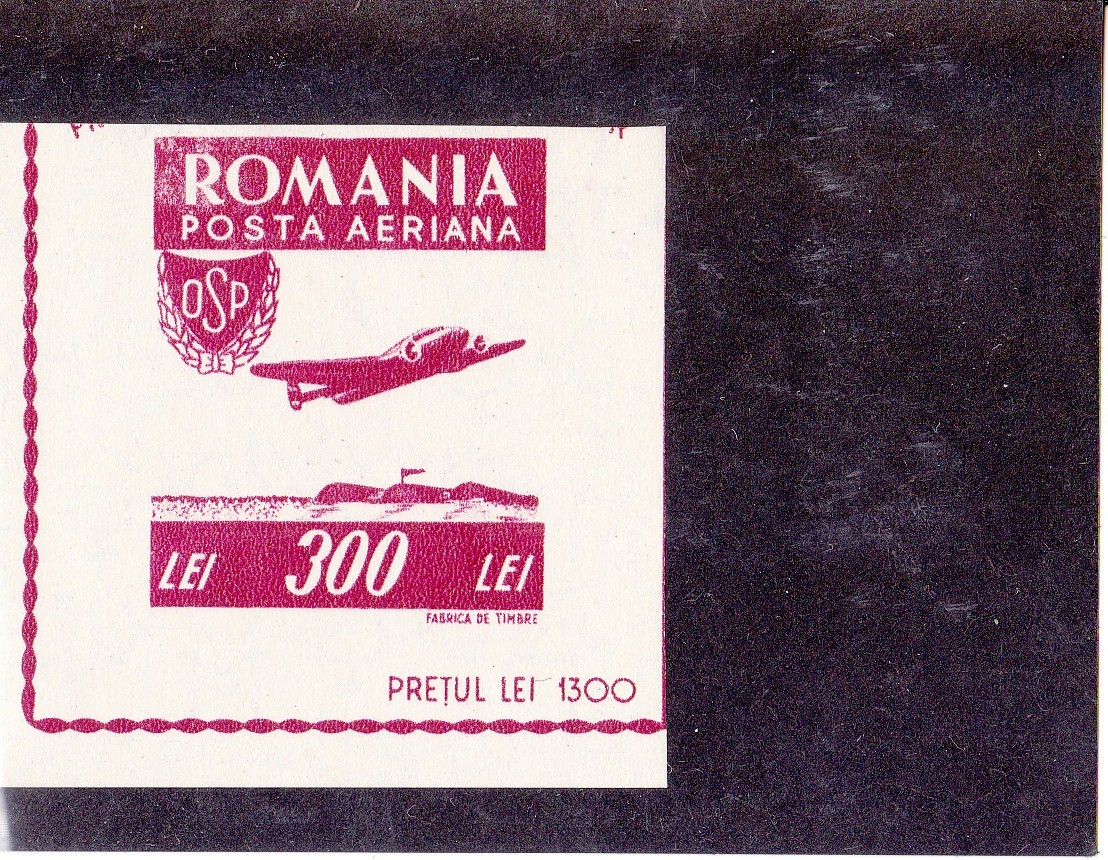 ROMANIA
POSTA AERIANA
OSP
LEI 300 LEI
FABRICA DE TIMBRE
PREȚUL LEI 1300